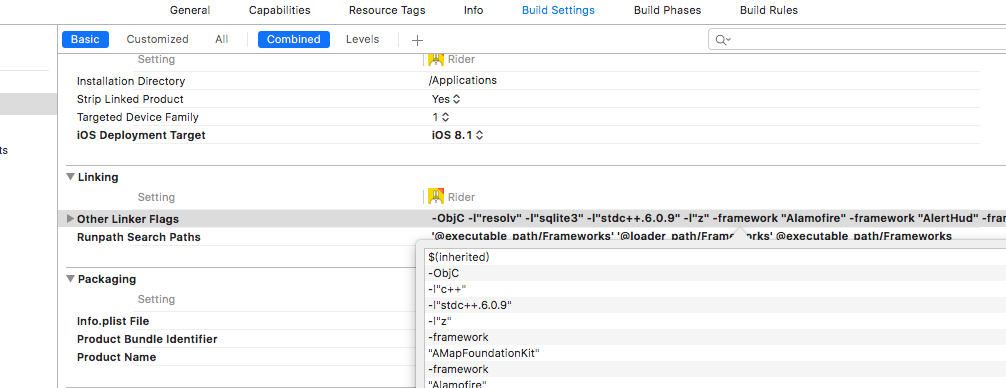 General Capabilities Resource Tags Info Build Settings Build Phases Build Rules
Basic Customized All Combined Levels +
Setting Rider
Installation Directory /Applications
Strip Linked Product Yes
Targeted Device Family 1
iOS Deployment Target iOS 8.1
Linking
Setting Rider
ts
Other Linker Flags -ObjC -l"resolv" -l"sqlite3" -l"stdc++.6.0.9" -l"z" -framework "Alamofire" -framework "AlertHud" -fram
Runpath Search Paths '@executable_path/Frameworks' '@loader_path/Frameworks' @executable_path/Frameworks
$(inherited)
-ObjC
-l"c++"
-l"stdc++.6.0.9"
-l"z"
-framework
"AMapFoundationKit"
-framework
"Alamofire"
Packaging
Setting
Info.plist File
Product Bundle Identifier
Product Name